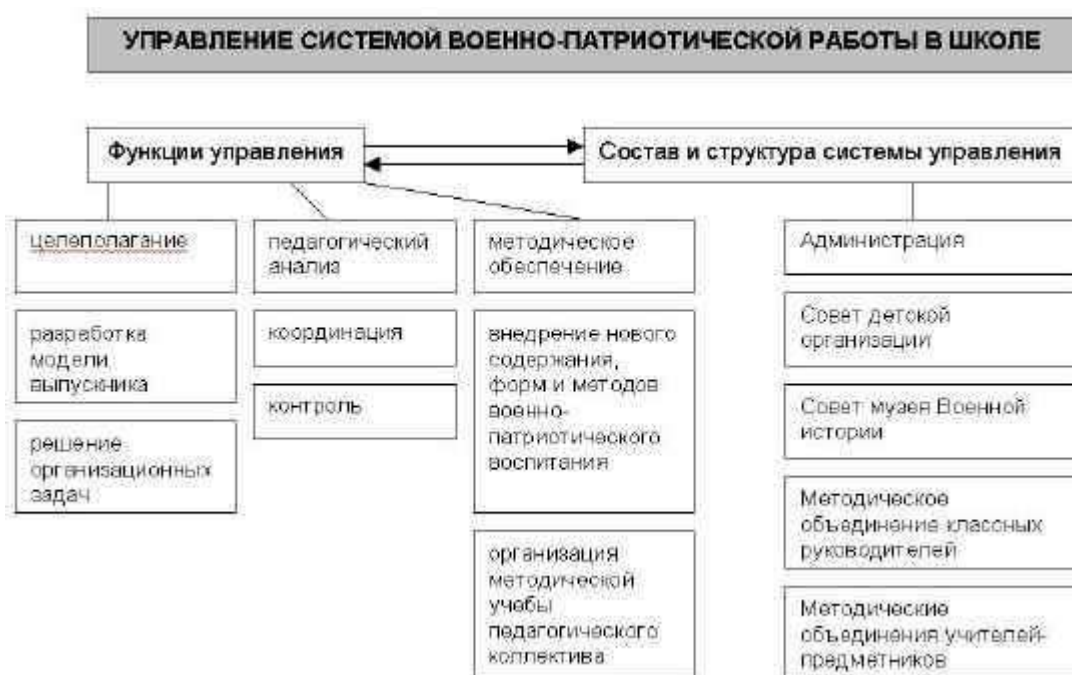 УПРАВЛЕНИЕ СИСТЕМОЙ ВОЕННО-ПАТРИОТИЧЕСКОЙ РАБОТЫ В ШКОЛЕ
Функции управления
Состав и структура системы управления
целеполагание
разработка
модели
выпускника
решение
организационных
задач
педагогический
анализ
координация
контроль
методическое
обеспечение
внедрение нового
содержания,
форм и методов
военно-
патриотического
воспитания
организация
методической
учебы
педагогического
коллектива
Администрация
Совет детской
организации
Совет музея Военной
истории
Методическое
объединение классных
руководителей
Методические
объединения учителей-
предметников